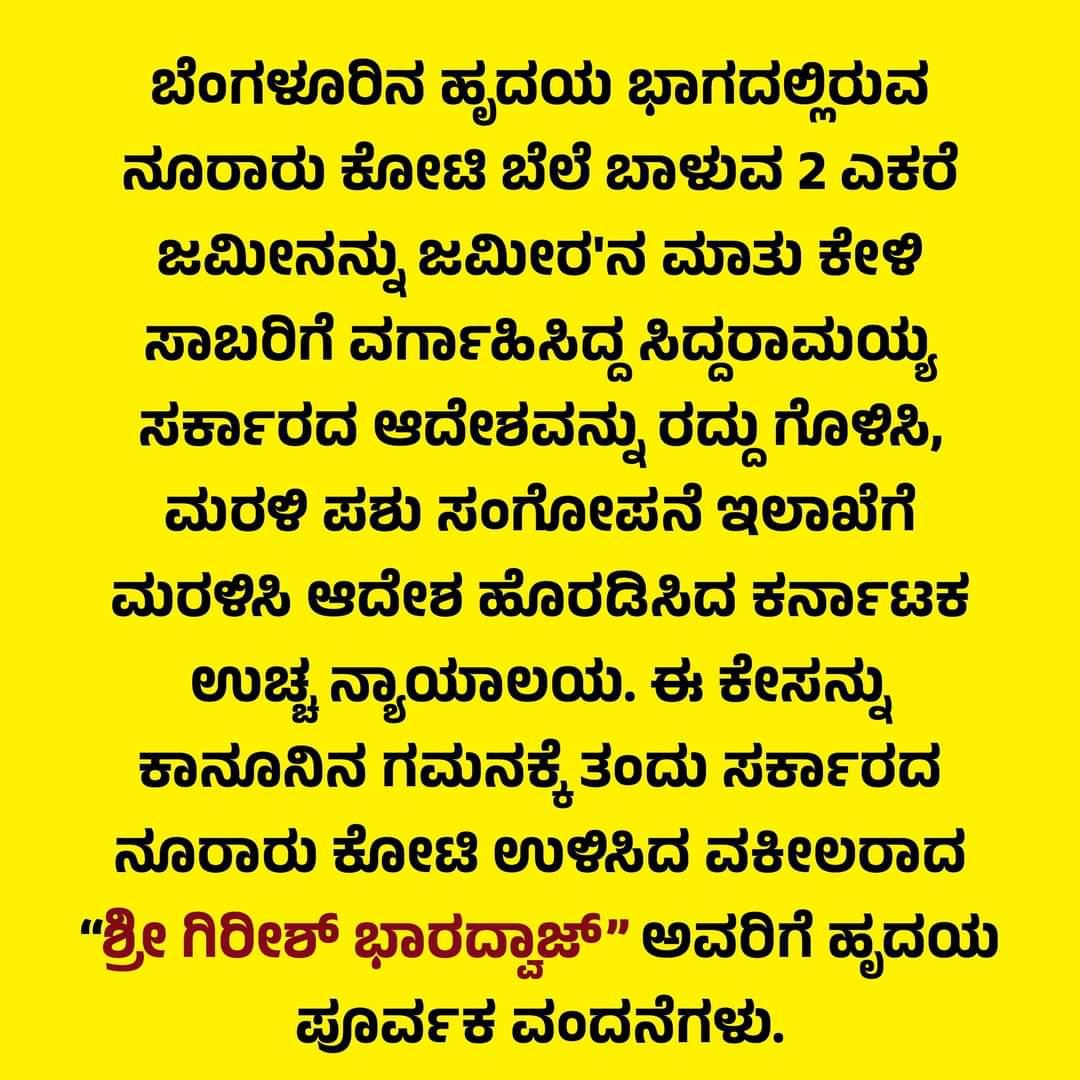 ಬೆಂಗಳೂರಿನ ಹೃದಯ ಭಾಗದಲ್ಲಿರುವ
ನೂರಾರು ಕೋಟಿ ಬೆಲೆ ಬಾಳುವ 2 ಎಕರೆ
ಜಮೀನನ್ನು ಜಮೀರ'ನ ಮಾತು ಕೇಳಿ
ಸಾಬರಿಗೆ ವರ್ಗಾಹಿಸಿದ್ದ ಸಿದ್ದರಾಮಯ್ಯ
ಸರ್ಕಾರದ ಆದೇಶವನ್ನು ರದ್ದು ಗೊಳಿಸಿ,
ಮರಳಿ ಪಶು ಸಂಗೋಪನೆ ಇಲಾಖೆಗೆ
ಮರಳಿಸಿ ಆದೇಶ ಹೊರಡಿಸಿದ ಕರ್ನಾಟಕ
ಉಚ್ಚ ನ್ಯಾಯಾಲಯ. ಈ ಕೇಸನ್ನು
ಕಾನೂನಿನ ಗಮನಕ್ಕೆ ತಂದು ಸರ್ಕಾರದ
ನೂರಾರು ಕೋಟಿ ಉಳಿಸಿದ ವಕೀಲರಾದ
“ಶ್ರೀ ಗಿರೀಶ್ ಭಾರದ್ವಾಜ್” ಅವರಿಗೆ ಹೃದಯ
ಪೂರ್ವಕ ವಂದನೆಗಳು.